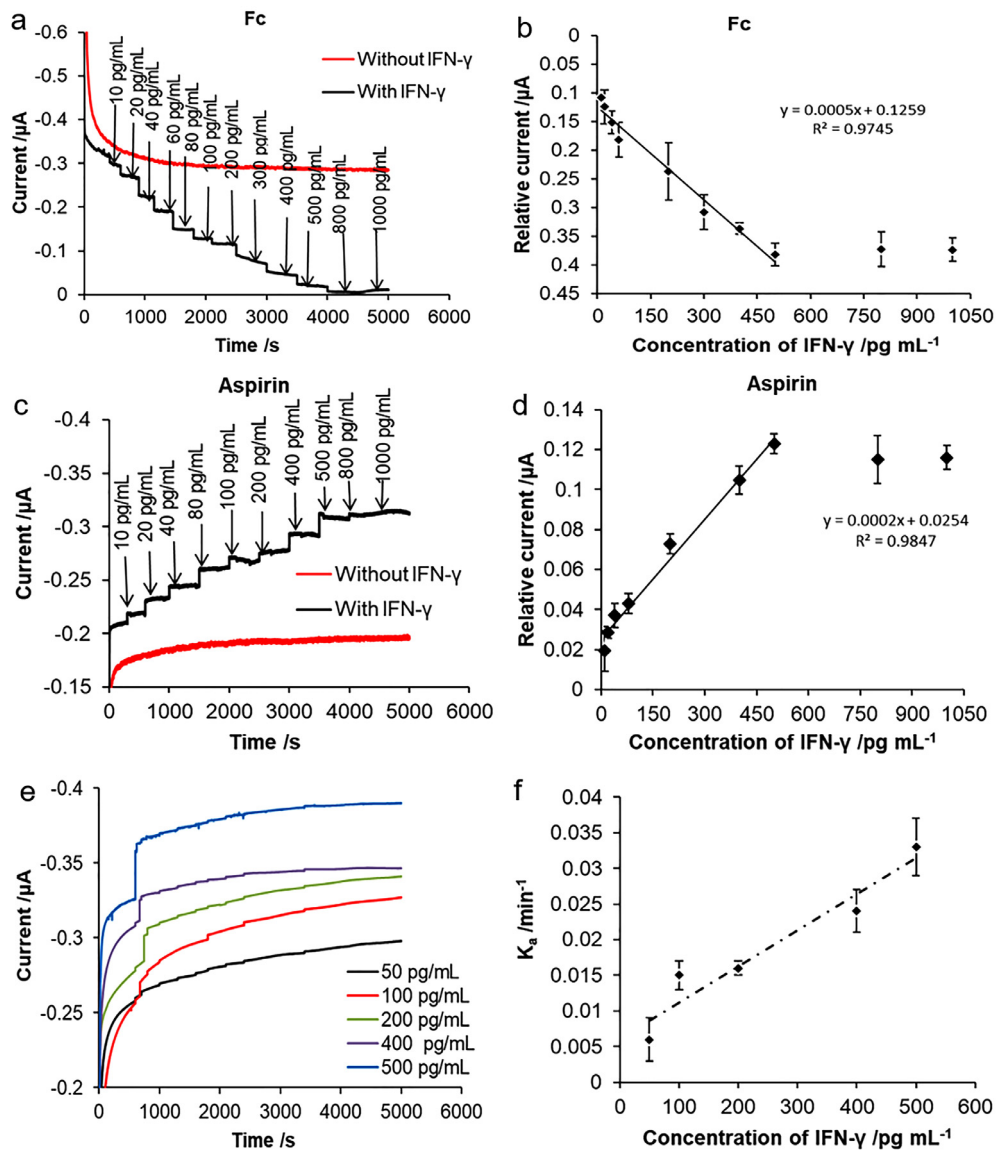 a
Fc
-0.6
-0.5
-0.4
-0.3
-0.2
-0.1
0
Current /µA
10 pg/mL
20 pg/mL
40 pg/mL
60 pg/mL
80 pg/mL
100 pg/mL
200 pg/mL
300 pg/mL
400 pg/mL
500 pg/mL
800 pg/mL
1000 pg/mL
Without IFN-γ
With IFN-γ
0 1000 2000 3000 4000 5000 6000
Time /s
b
Fc
0
0.1
0.15
0.2
0.25
0.3
0.35
0.4
0.45
Relative current /µA
y = 0.0005x + 0.1259
R² = 0.9745
0 150 300 450 600 750 900 1050
Concentration of IFN-γ /pg mL⁻¹
c
Aspirin
-0.4
-0.35
-0.3
-0.25
-0.2
-0.15
Current /µA
10 pg/mL
20 pg/mL
40 pg/mL
80 pg/mL
100 pg/mL
200 pg/mL
400 pg/mL
500 pg/mL
800 pg/mL
1000 pg/mL
Without IFN-γ
With IFN-γ
0 1000 2000 3000 4000 5000 6000
Time /s
d
Aspirin
0.14
0.12
0.1
0.08
0.06
0.04
0.02
0
Relative current /µA
y = 0.0002x + 0.0254
R² = 0.9847
0 150 300 450 600 750 900 1050
Concentration of IFN-γ /pg mL⁻¹
e
-0.4
-0.35
-0.3
-0.25
-0.2
Current /µA
50 pg/mL
100 pg/mL
200 pg/mL
400 pg/mL
500 pg/mL
0 1000 2000 3000 4000 5000 6000
Time /s
f
0.04
0.035
0.03
0.025
0.02
0.015
0.01
0.005
0
Kₐ /min⁻¹
0 100 200 300 400 500 600
Concentration of IFN-γ /pg mL⁻¹